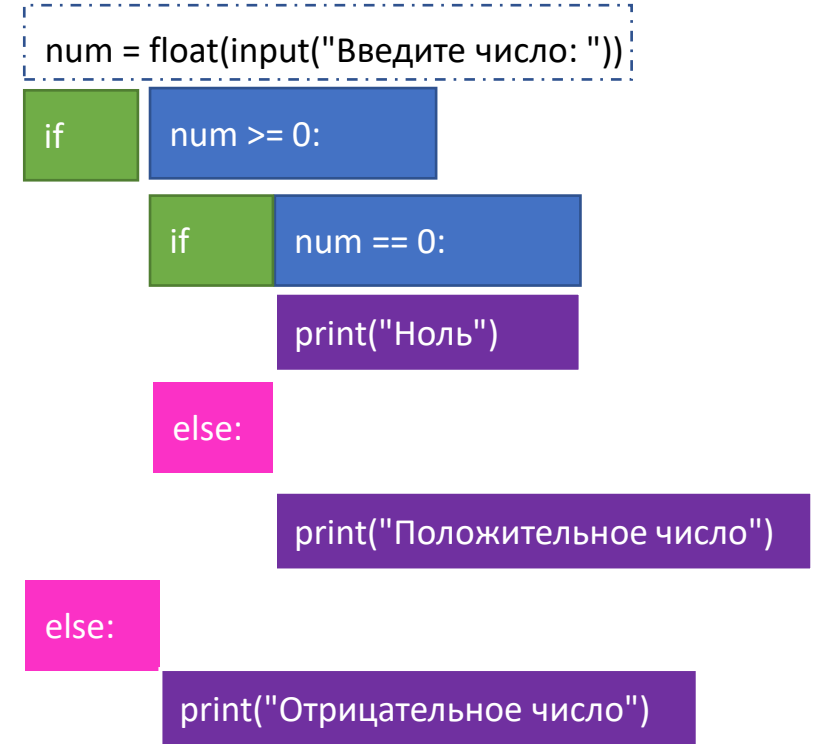 num = float(input("Введите число: "))
if num >= 0:
if num == 0:
print("Ноль")
else:
print("Положительное число")
else:
print("Отрицательное число")